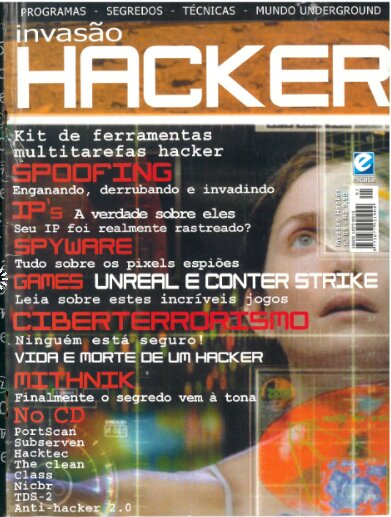 PROGRAMAS - SEGREDOS - TÉCNICAS - MUNDO UNDERGROUND
invasão
HACKER
Kit de ferramentas
multitarefas hacker
SPOOFING
Enganando, derrubando e invadindo
IP's A verdade sobre eles
Seu IP foi realmente rastreado?
SPYWARE
Tudo sobre os pixels espiões
GAMES UNREAL E CONTER STRIKE
Leia sobre estes incríveis jogos
CIBERTERRORISMO
Ninguém está seguro!
VIDA E MORTE DE UM HACKER
MITHNIK
Finalmente o segredo vem à tona
No CD
PortScan
Subserven
Hacktec
The clean
Class
Nicbr
TDS-2
Anti-hacker 2.0
escala